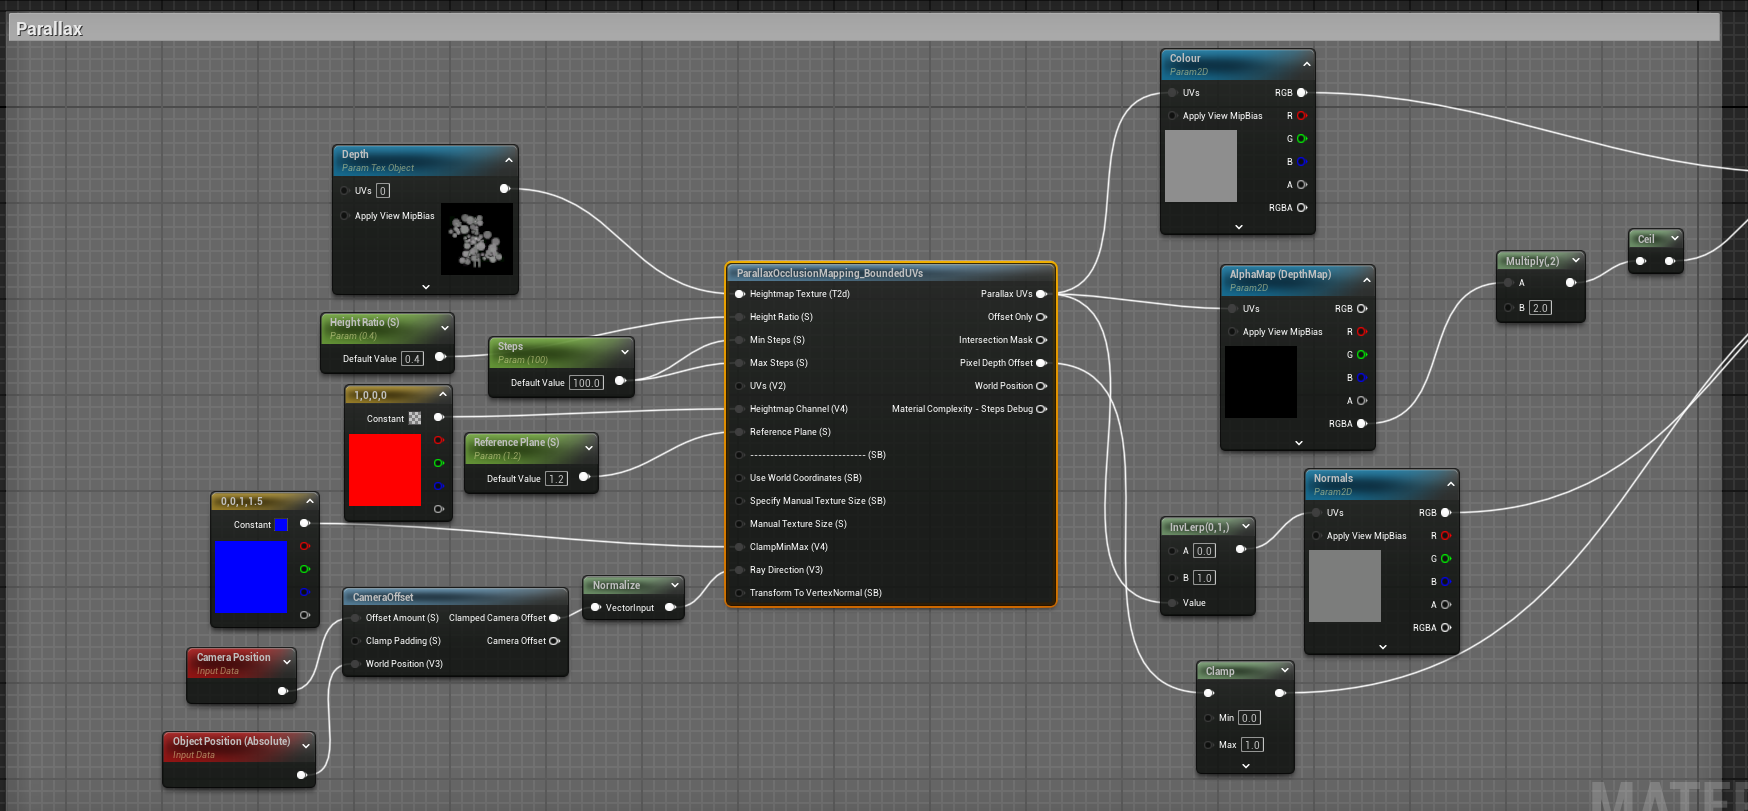 Parallax
Colour
Param2D
UVs RGB
Apply View MipBias R
G
B
A
RGBA
Depth
Param Tex Object
UVs 0
Apply View MipBias
Height Ratio (S)
Param (0.4)
Default Value 0.4
Steps
Param (100)
Default Value 100.0
1,0,0,0
Constant
Reference Plane (S)
Param (1.2)
Default Value 1.2
0,0,1,1.5
Constant
CameraOffset
Offset Amount (S) Clamped Camera Offset
Clamp Padding (S) Camera Offset
World Position (V3)
Normalize
VectorInput
Camera Position
Input Data
Object Position (Absolute)
Input Data
ParallaxOcclusionMapping_BoundedUVs
Heightmap Texture (T2d) Parallax UVs
Height Ratio (S) Offset Only
Min Steps (S) Intersection Mask
Max Steps (S) Pixel Depth Offset
UVs (V2) World Position
Heightmap Channel (V4) Material Complexity - Steps Debug
Reference Plane (S)
----------------------------- (SB)
Use World Coordinates (SB)
Specify Manual Texture Size (SB)
Manual Texture Size (S)
ClampMinMax (V4)
Ray Direction (V3)
Transform To VertexNormal (SB)
AlphaMap (DepthMap)
Param2D
UVs RGB
Apply View MipBias R
G
B
A
RGBA
Multiply(,2)
A
B 2.0
Ceil
Normals
Param2D
UVs RGB
Apply View MipBias R
G
B
A
RGBA
InvLerp(0,1,)
A 0.0
B 1.0
Value
Clamp
Min 0.0
Max 1.0